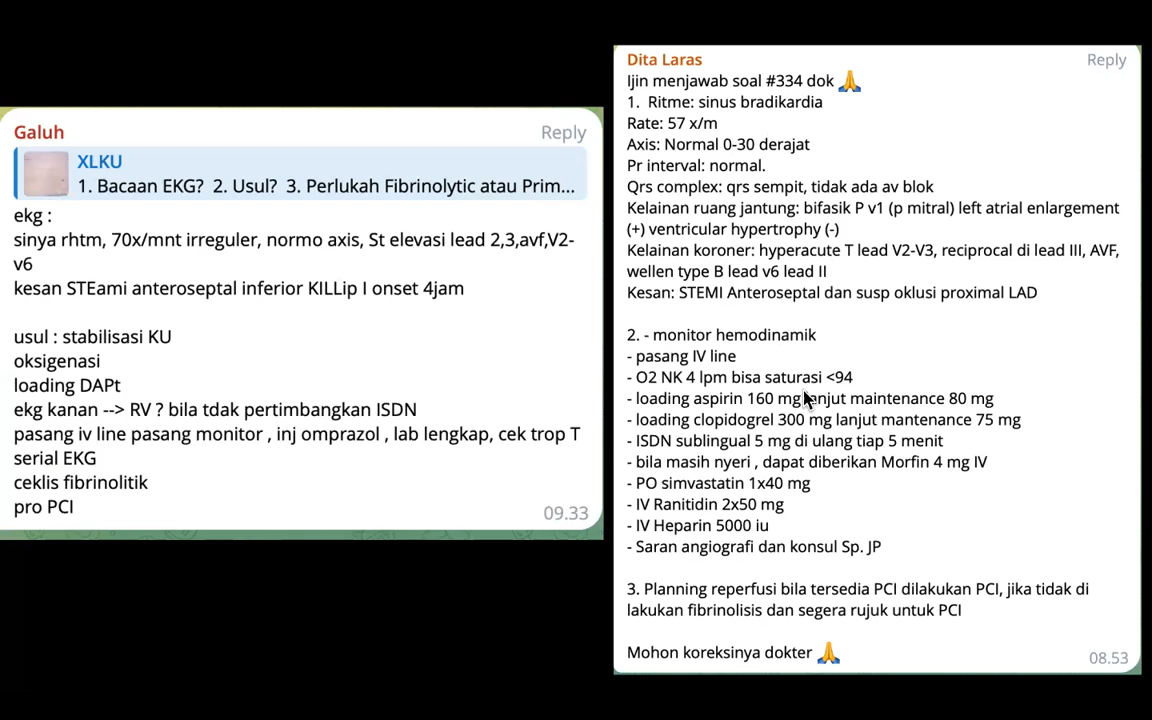 Galuh
Reply
XLKU
1. Bacaan EKG? 2. Usul? 3. Perlukah Fibrinolytic atau Prim...
ekg :
sinya rhtm, 70x/mnt irreguler, normo axis, St elevasi lead 2,3,avf,V2-
v6
kesan STEami anteroseptal inferior KILLip I onset 4jam
usul : stabilisasi KU
oksigenasi
loading DAPt
ekg kanan --> RV ? bila tdak pertimbangkan ISDN
pasang iv line pasang monitor , inj omprazol , lab lengkap, cek trop T
serial EKG
ceklis fibrinolitik
pro PCI
09.33
Dita Laras
Reply
Ijin menjawab soal #334 dok 🙏
1. Ritme: sinus bradikardia
Rate: 57 x/m
Axis: Normal 0-30 derajat
Pr interval: normal.
Qrs complex: qrs sempit, tidak ada av blok
Kelainan ruang jantung: bifasik P v1 (p mitral) left atrial enlargement
(+) ventricular hypertrophy (-)
Kelainan koroner: hyperacute T lead V2-V3, reciprocal di lead III, AVF,
wellen type B lead v6 lead II
Kesan: STEMI Anteroseptal dan susp oklusi proximal LAD
2. - monitor hemodinamik
- pasang IV line
- O2 NK 4 lpm bisa saturasi <94
- loading aspirin 160 mg lanjut maintenance 80 mg
- loading clopidogrel 300 mg lanjut mantenance 75 mg
- ISDN sublingual 5 mg di ulang tiap 5 menit
- bila masih nyeri , dapat diberikan Morfin 4 mg IV
- PO simvastatin 1x40 mg
- IV Ranitidin 2x50 mg
- IV Heparin 5000 iu
- Saran angiografi dan konsul Sp. JP
3. Planning reperfusi bila tersedia PCI dilakukan PCI, jika tidak di
lakukan fibrinolisis dan segera rujuk untuk PCI
Mohon koreksinya dokter 🙏
08.53